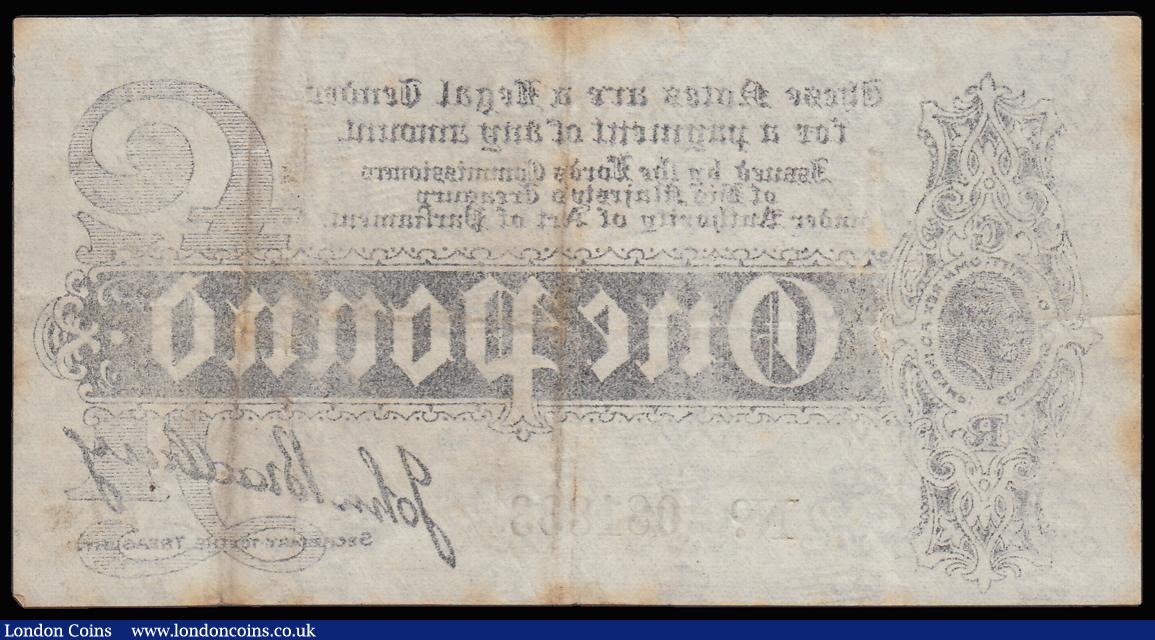 These Notes are a Legal Tender
for a payment of any amount.
Issued by the Lords Commissioners
of His Majesty's Treasury
under Authority of Act of Parliament.
One Pound
G
R
John Bradbury
SECRETARY TO THE TREASURY
No
London Coins www.londoncoins.co.uk